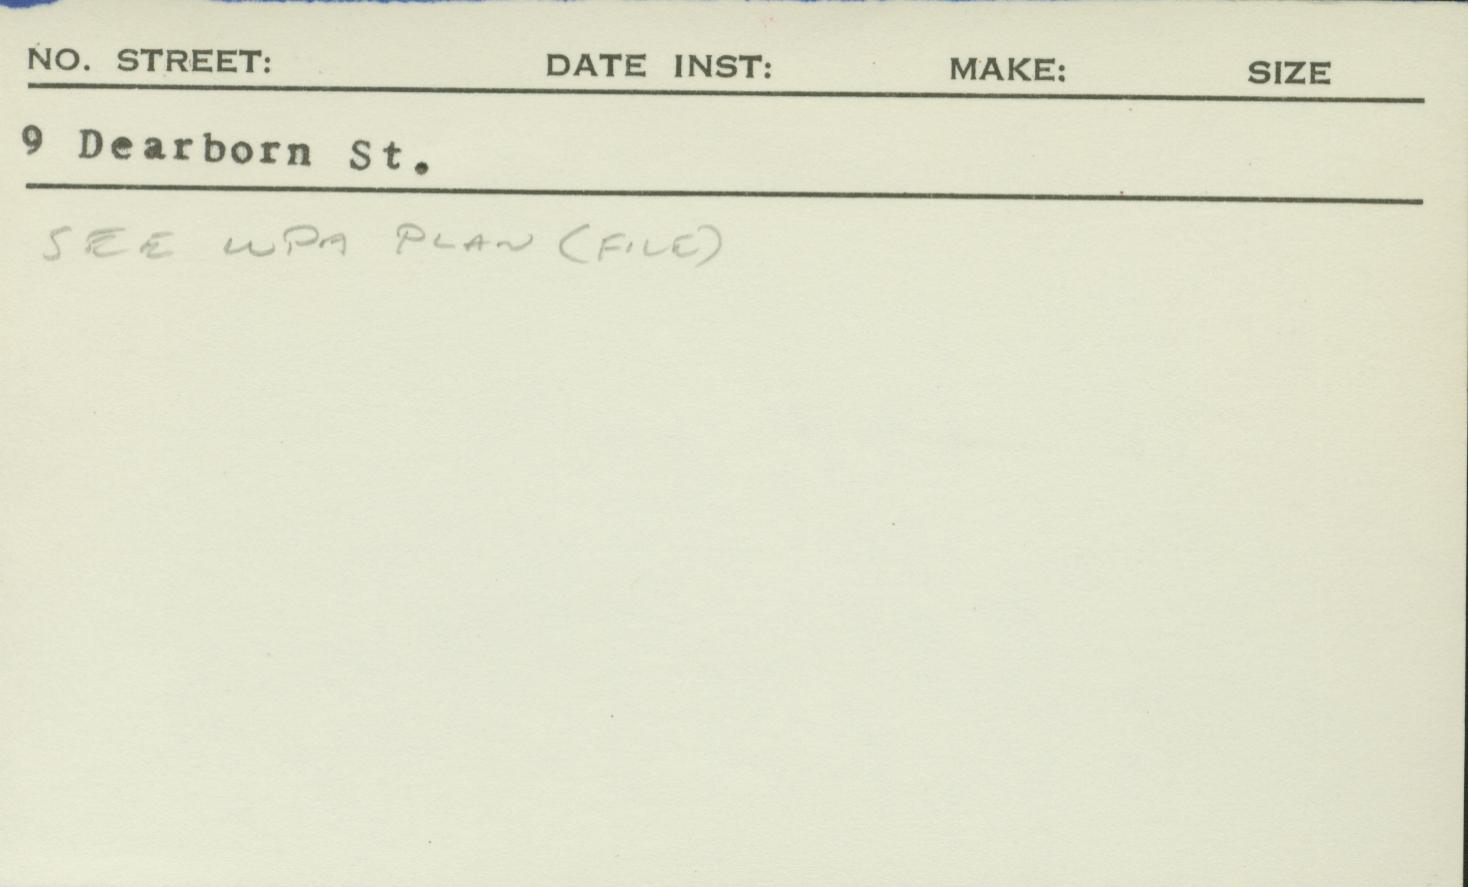 NO. STREET: DATE INST: MAKE: SIZE
9 Dearborn St.
SEE WPA PLAN (FILE)